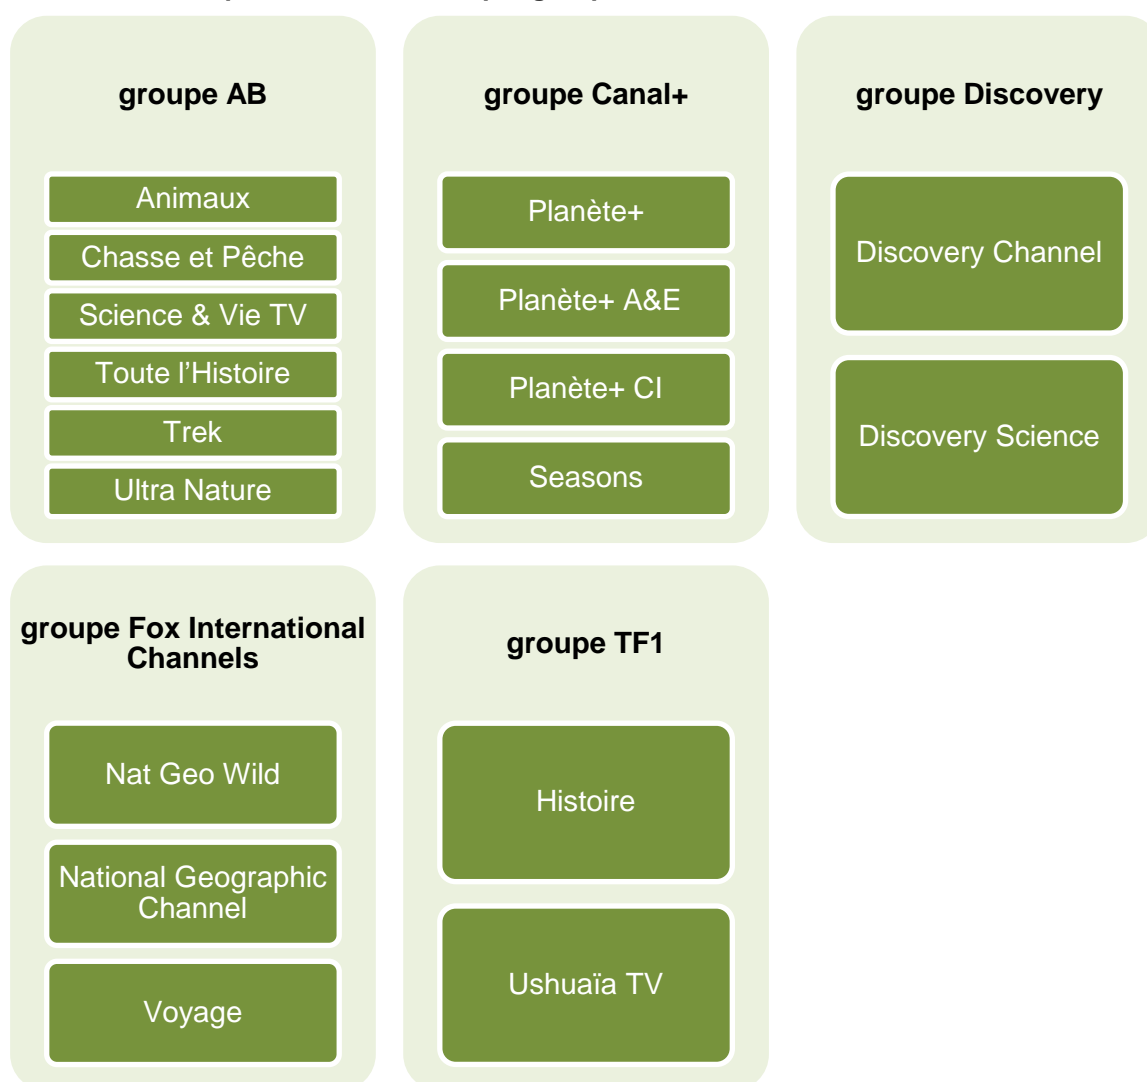 groupe AB
Animaux
Chasse et Pêche
Science & Vie TV
Toute l’Histoire
Trek
Ultra Nature
groupe Canal+
Planète+
Planète+ A&E
Planète+ CI
Seasons
groupe Discovery
Discovery Channel
Discovery Science
groupe Fox International
Channels
Nat Geo Wild
National Geographic
Channel
Voyage
groupe TF1
Histoire
Ushuaïa TV